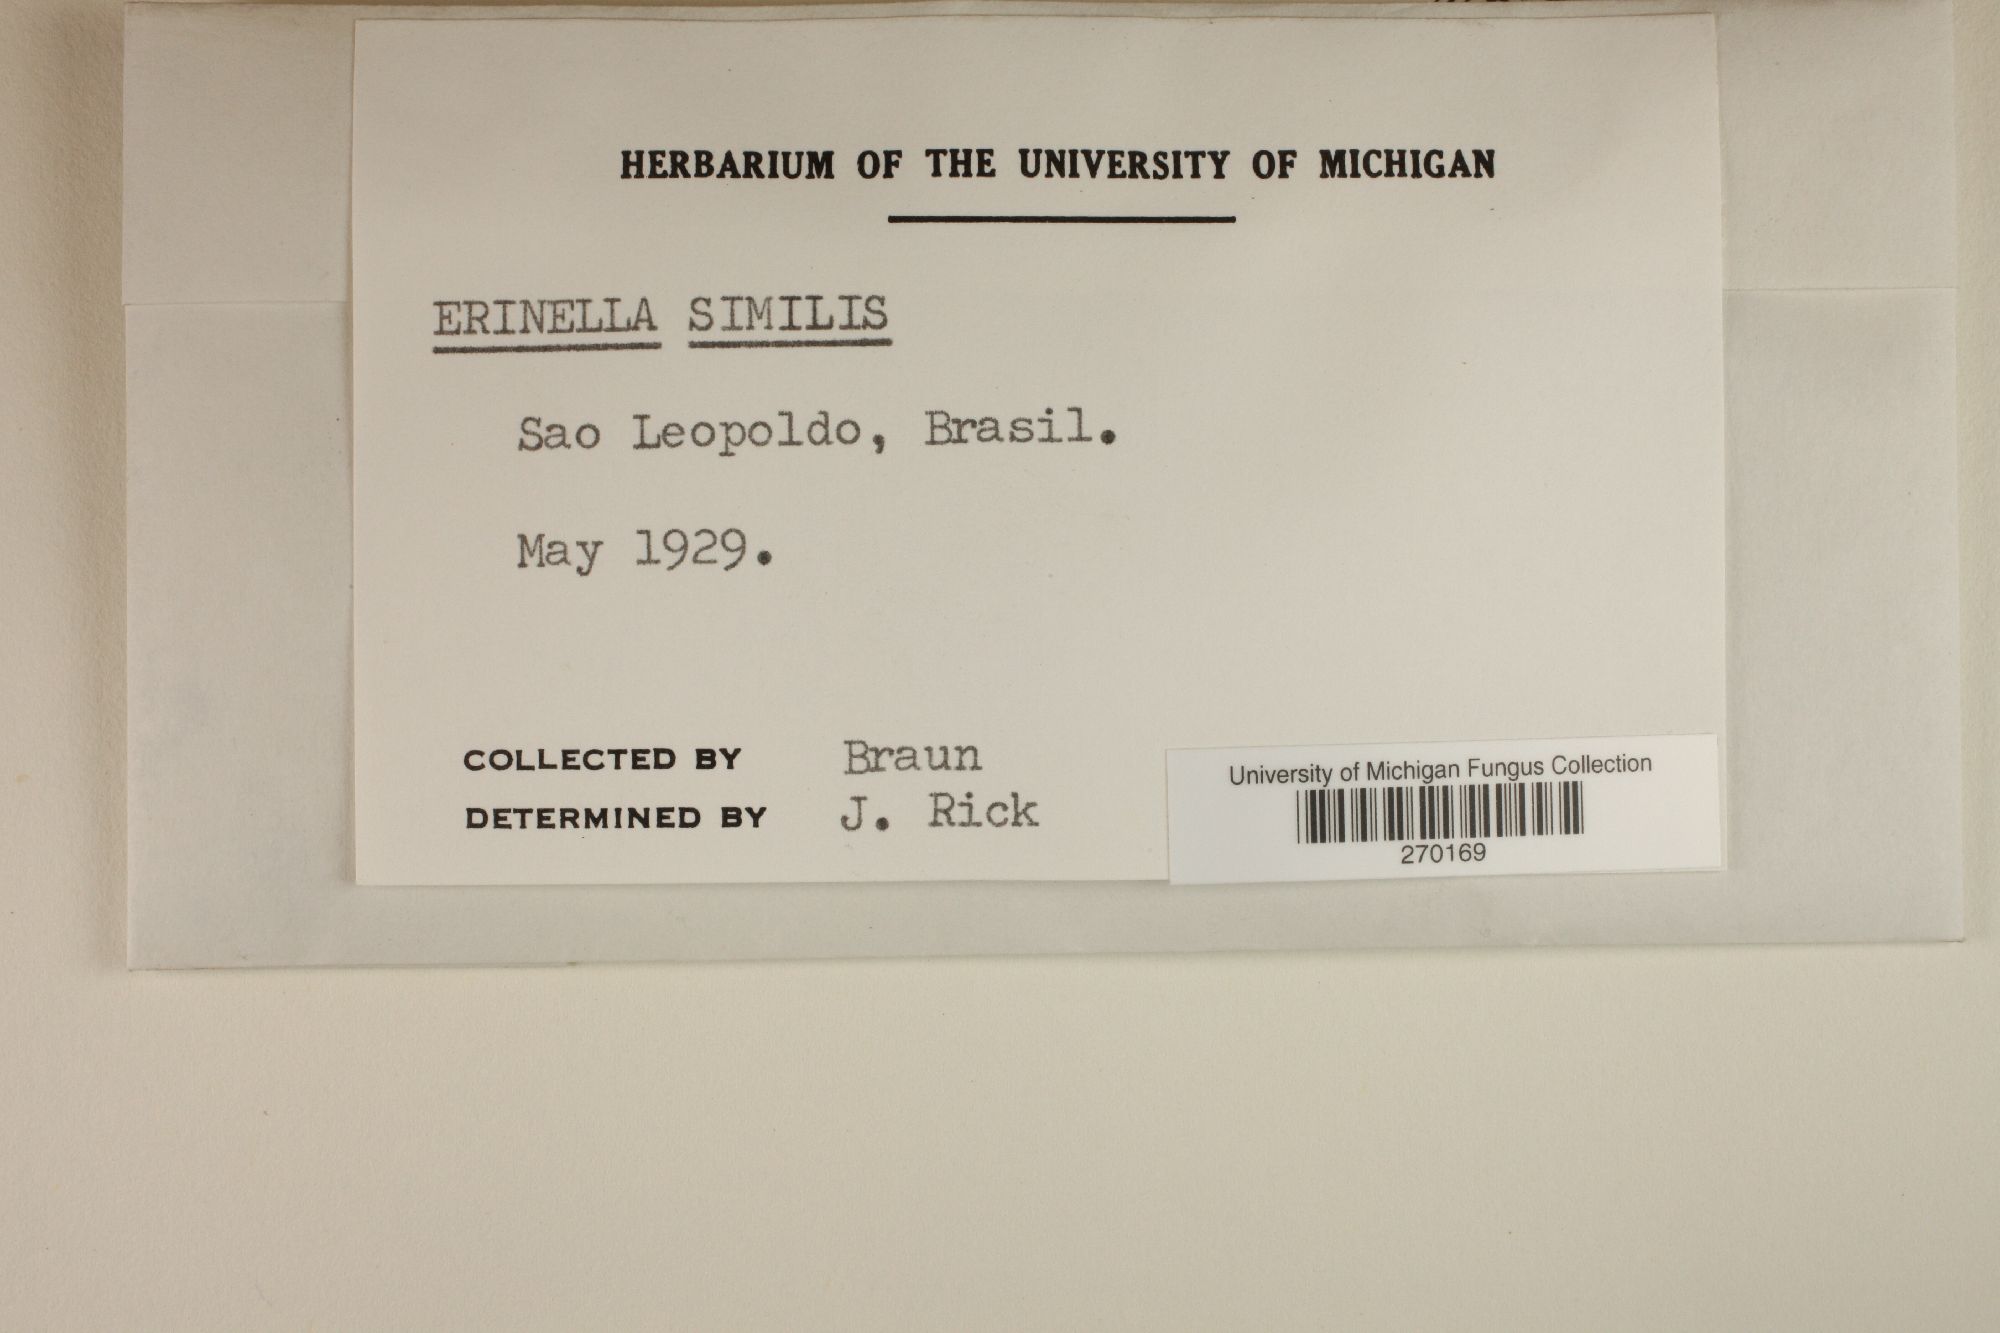 HERBARIUM OF THE UNIVERSITY OF MICHIGAN
ERINELLA SIMILIS
Sao Leopoldo, Brasil.
May 1929.
COLLECTED BY Braun
DETERMINED BY J. Rick
University of Michigan Fungus Collection
270169